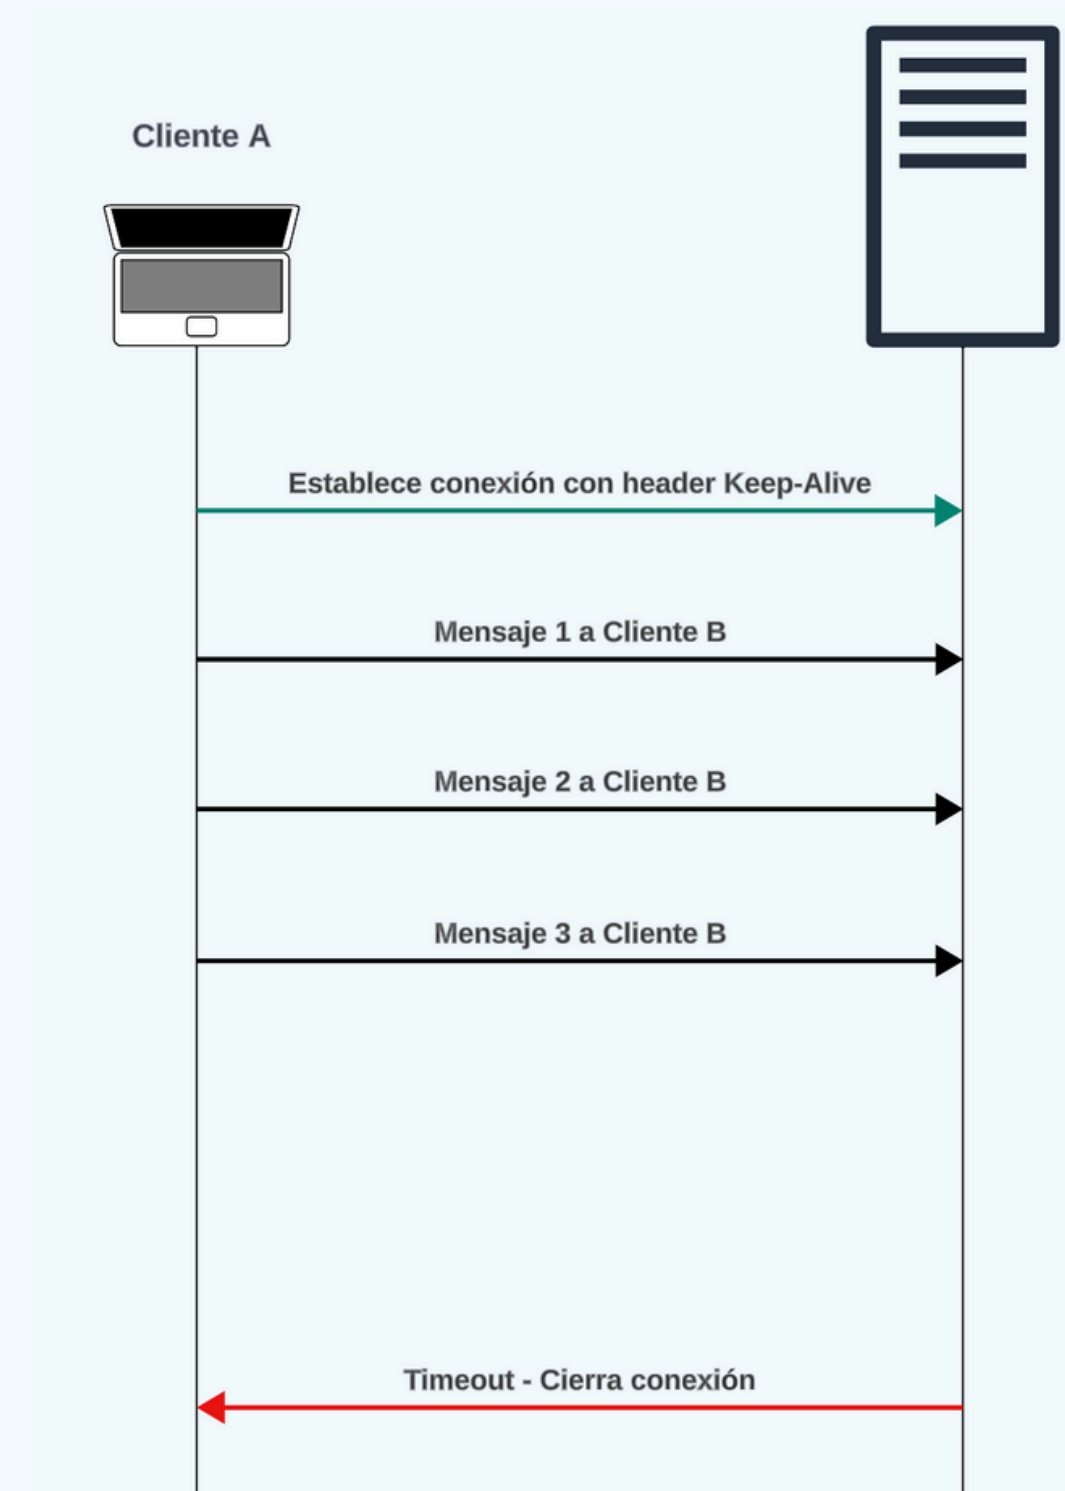 Cliente A
Establece conexión con header Keep-Alive
Mensaje 1 a Cliente B
Mensaje 2 a Cliente B
Mensaje 3 a Cliente B
Timeout - Cierra conexión